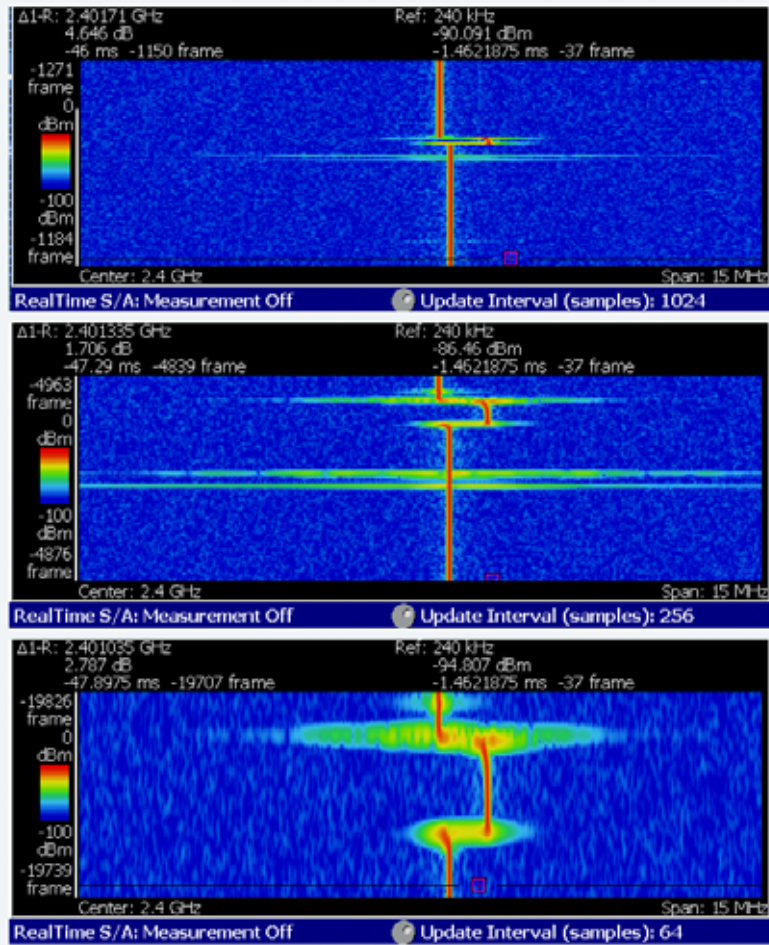 Δ1-R: 2.40171 GHz Ref: 240 kHz
4.646 dB -90.091 dBm
-46 ms -1150 frame -1.4621875 ms -37 frame
-1271
frame
0
dBm
-100
dBm
-1184
frame
Center: 2.4 GHz Span: 15 MHz
RealTime S/A: Measurement Off Update Interval (samples): 1024
Δ1-R: 2.401335 GHz Ref: 240 kHz
1.706 dB -86.46 dBm
-47.29 ms -4839 frame -1.4621875 ms -37 frame
-4963
frame
0
dBm
-100
dBm
-4876
frame
Center: 2.4 GHz Span: 15 MHz
RealTime S/A: Measurement Off Update Interval (samples): 256
Δ1-R: 2.401035 GHz Ref: 240 kHz
2.787 dB -94.807 dBm
-47.8975 ms -19707 frame -1.4621875 ms -37 frame
-19826
frame
0
dBm
-100
dBm
-19739
frame
Center: 2.4 GHz Span: 15 MHz
RealTime S/A: Measurement Off Update Interval (samples): 64